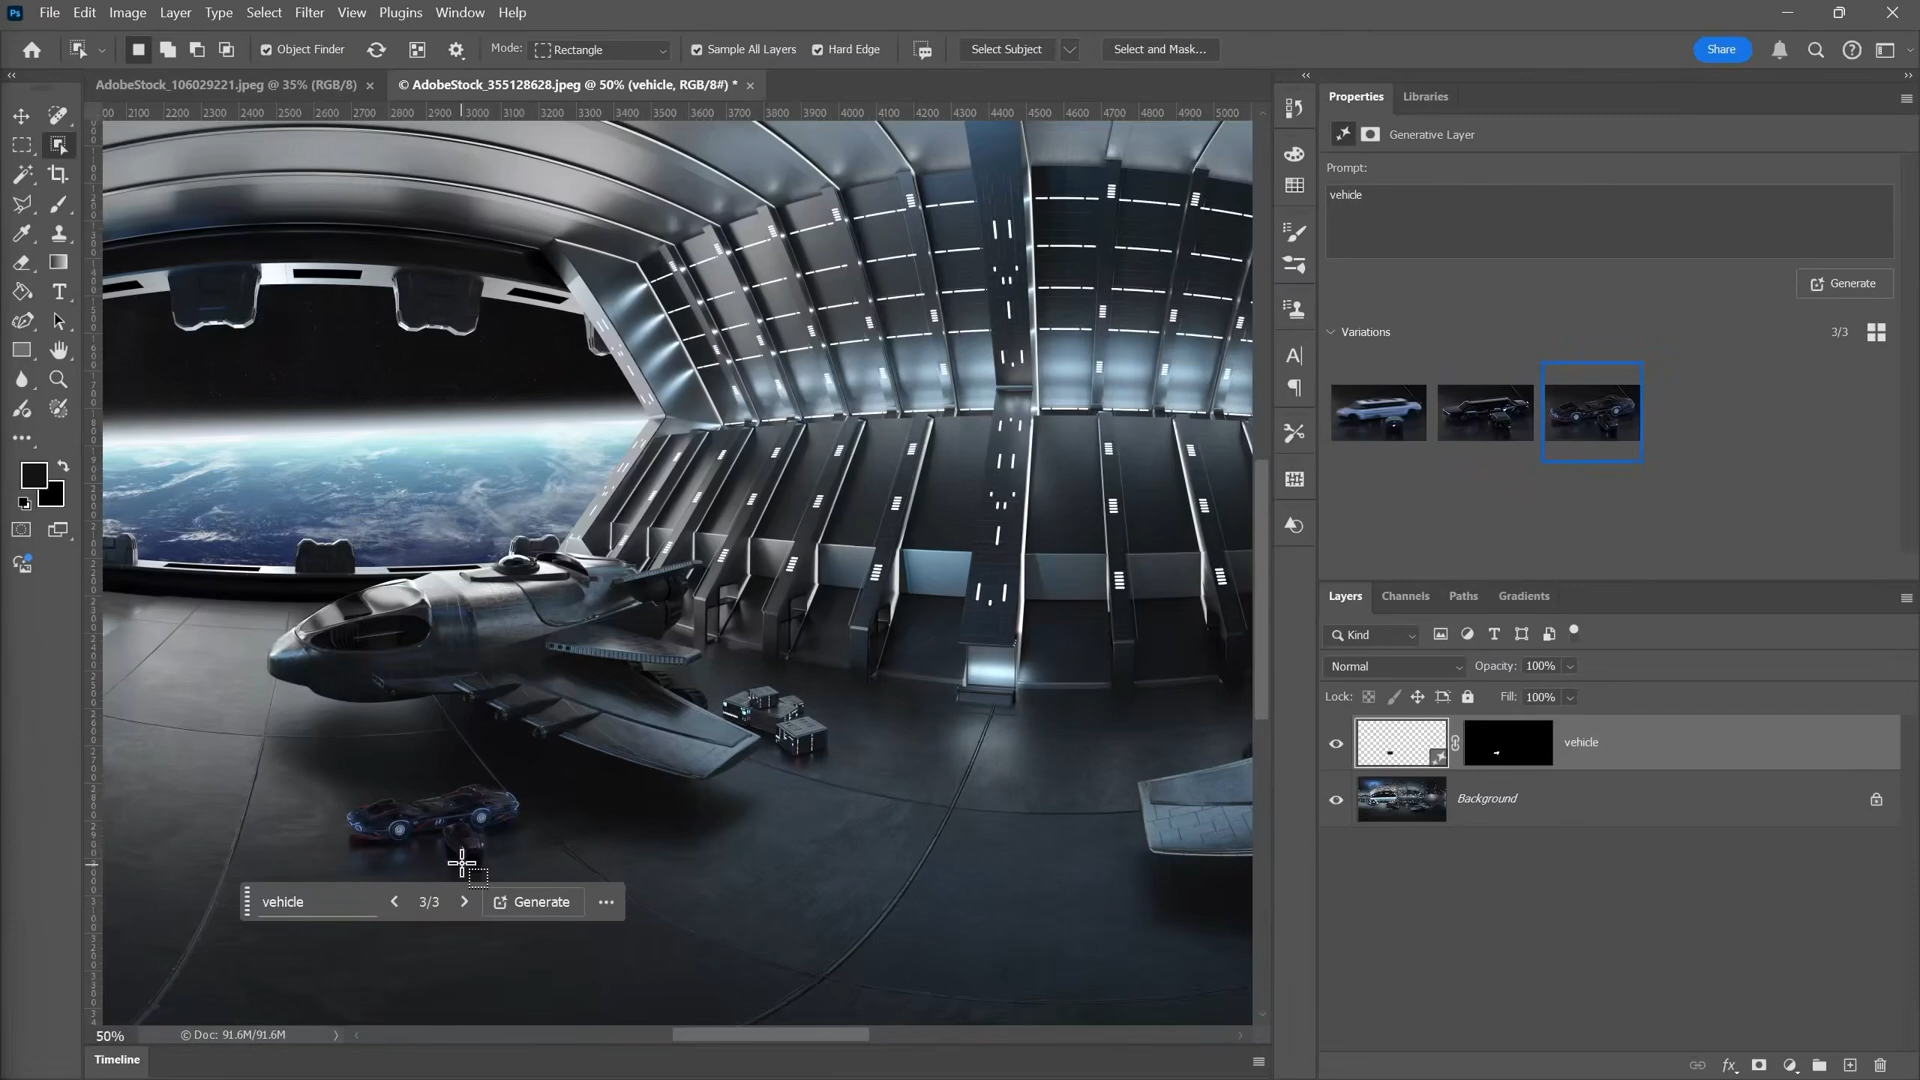 Ps File Edit Image Layer Type Select Filter View Plugins Window Help
Object Finder Mode: Rectangle Sample All Layers Hard Edge Select Subject Select and Mask... Share
AdobeStock_106029221.jpeg @ 35% (RGB/8) × © AdobeStock_355128628.jpeg @ 50% (vehicle, RGB/8#) * ×
00 2200 2300 2400 2500 2600 2700 2800 2900 3000 3100 3200 3300 3400 3500 3600 3700 3800 3900 4000 4100 4200 4300 4400 4500 4600 4700 4800 4900 5000
Properties Libraries
Generative Layer
Prompt:
vehicle
Generate
Variations 3/3
Layers Channels Paths Gradients
Kind
Normal Opacity: 100%
Lock: Fill: 100%
vehicle
Background
vehicle 3/3 Generate ...
50% © Doc: 91.6M/91.6M
Timeline